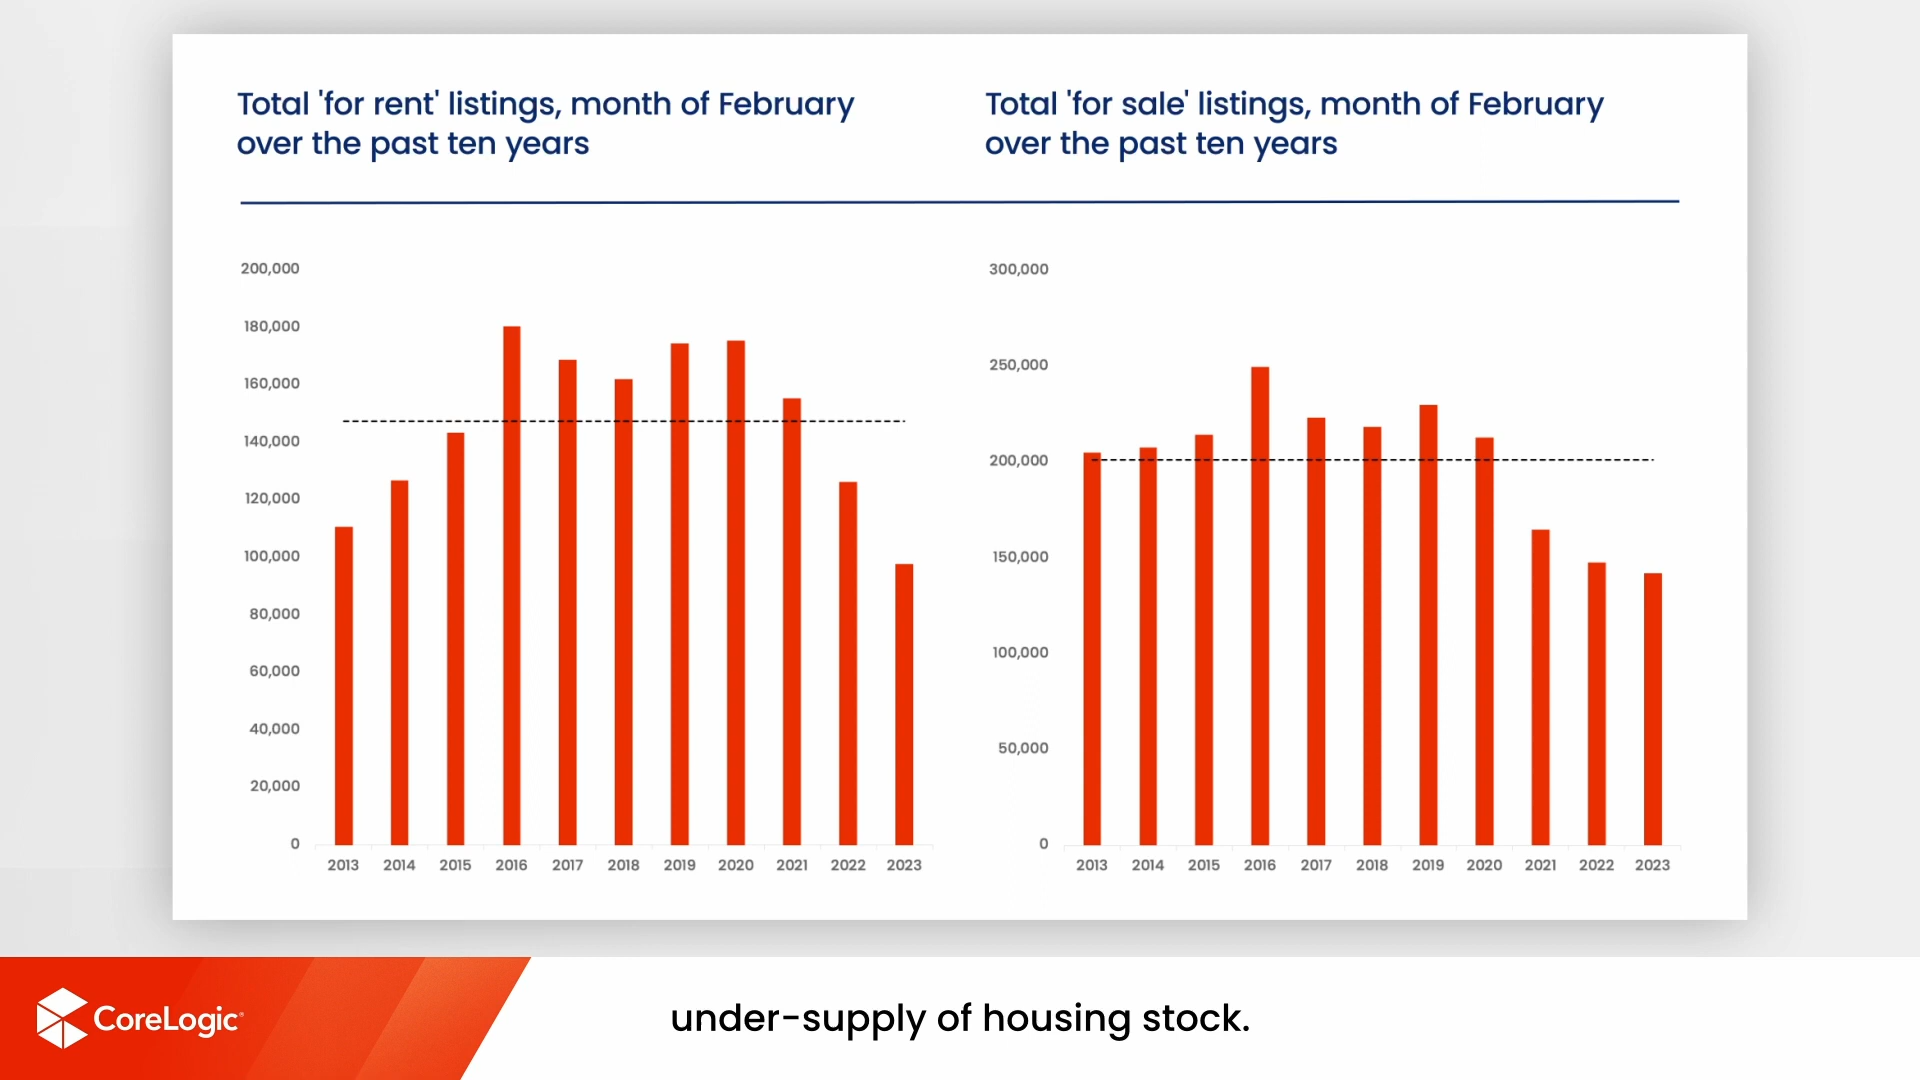 Total 'for rent' listings, month of February
over the past ten years
200,000
180,000
160,000
140,000
120,000
100,000
80,000
60,000
40,000
20,000
0
2013 2014 2015 2016 2017 2018 2019 2020 2021 2022 2023
Total 'for sale' listings, month of February
over the past ten years
300,000
250,000
200,000
150,000
100,000
50,000
0
2013 2014 2015 2016 2017 2018 2019 2020 2021 2022 2023
CoreLogic
under-supply of housing stock.